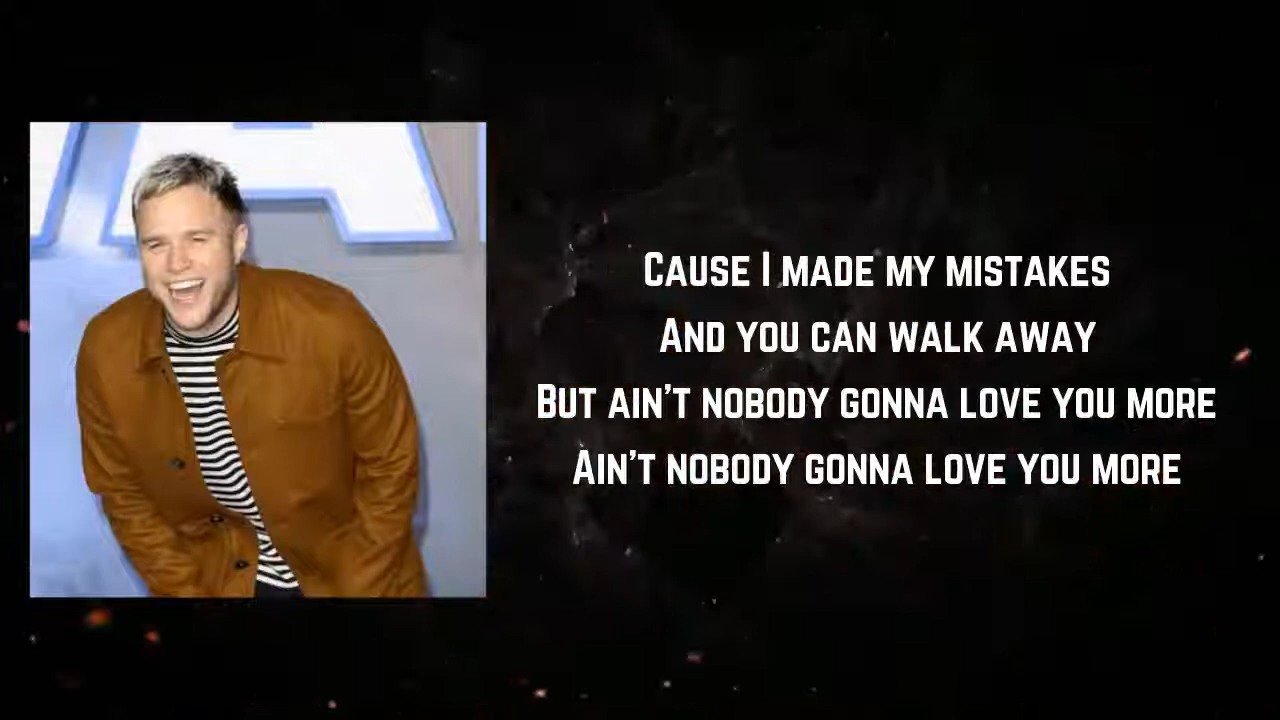 A
Cause I made my mistakes
And you can walk away
But ain't nobody gonna love you more
Ain't nobody gonna love you more